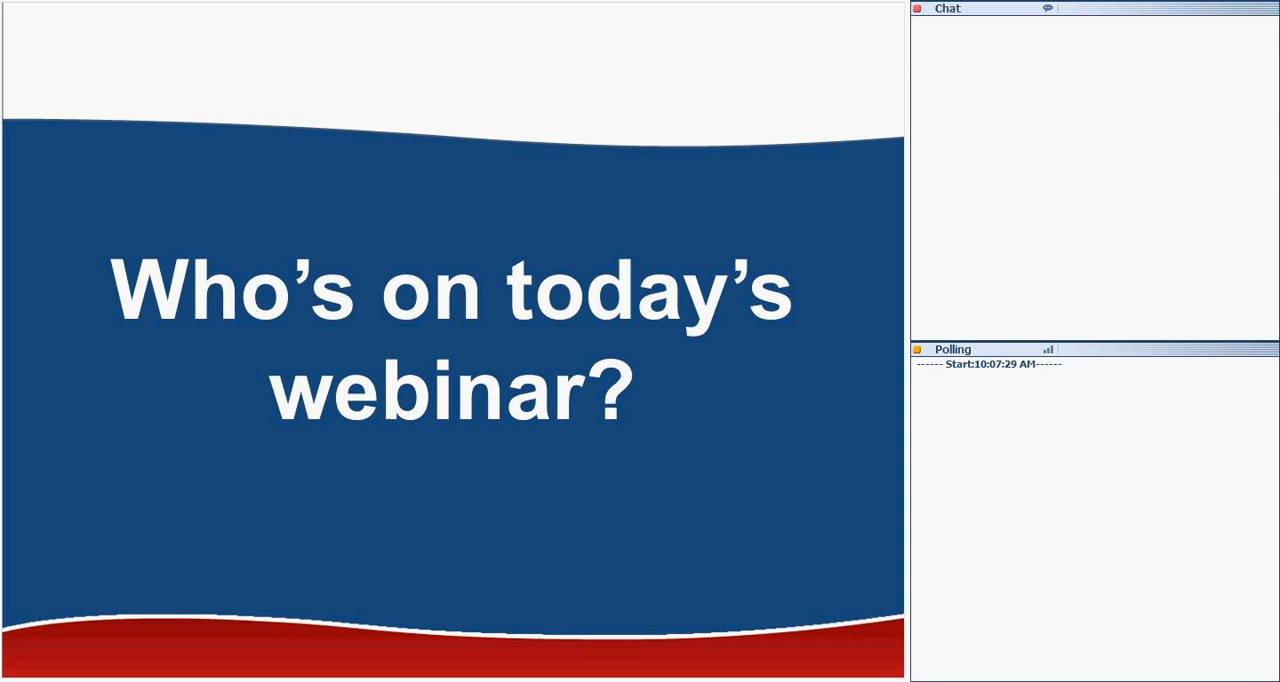 Who’s on today’s
webinar?
Chat
Polling
------ Start:10:07:29 AM------